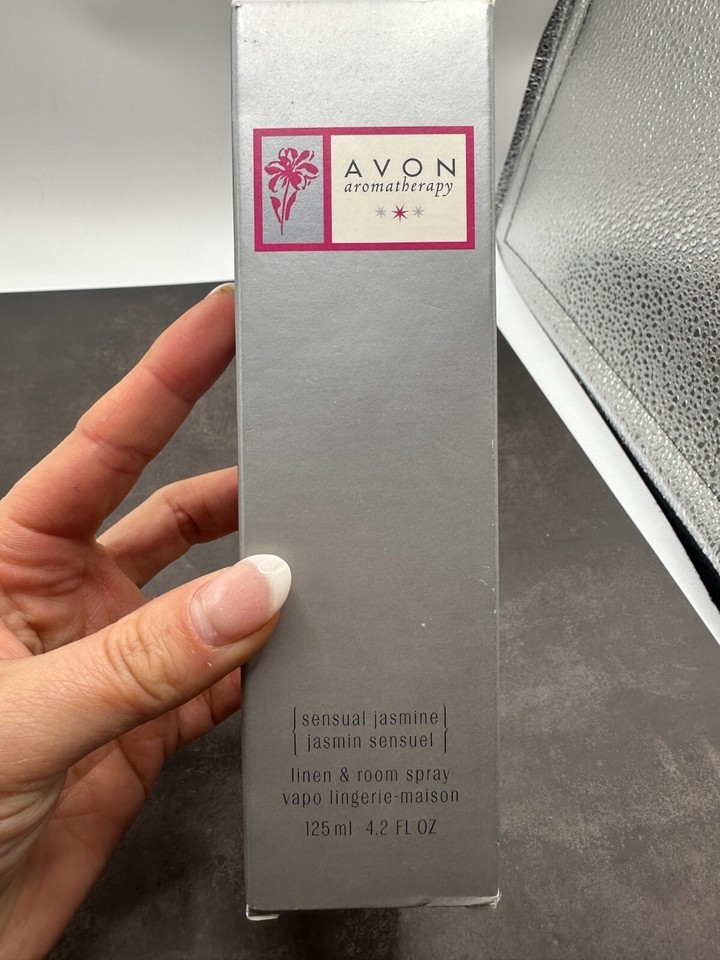 AVON
aromatherapy
{sensual jasmine}
{jasmin sensuel}
linen & room spray
vapo lingerie-maison
125 ml 4.2 FL OZ